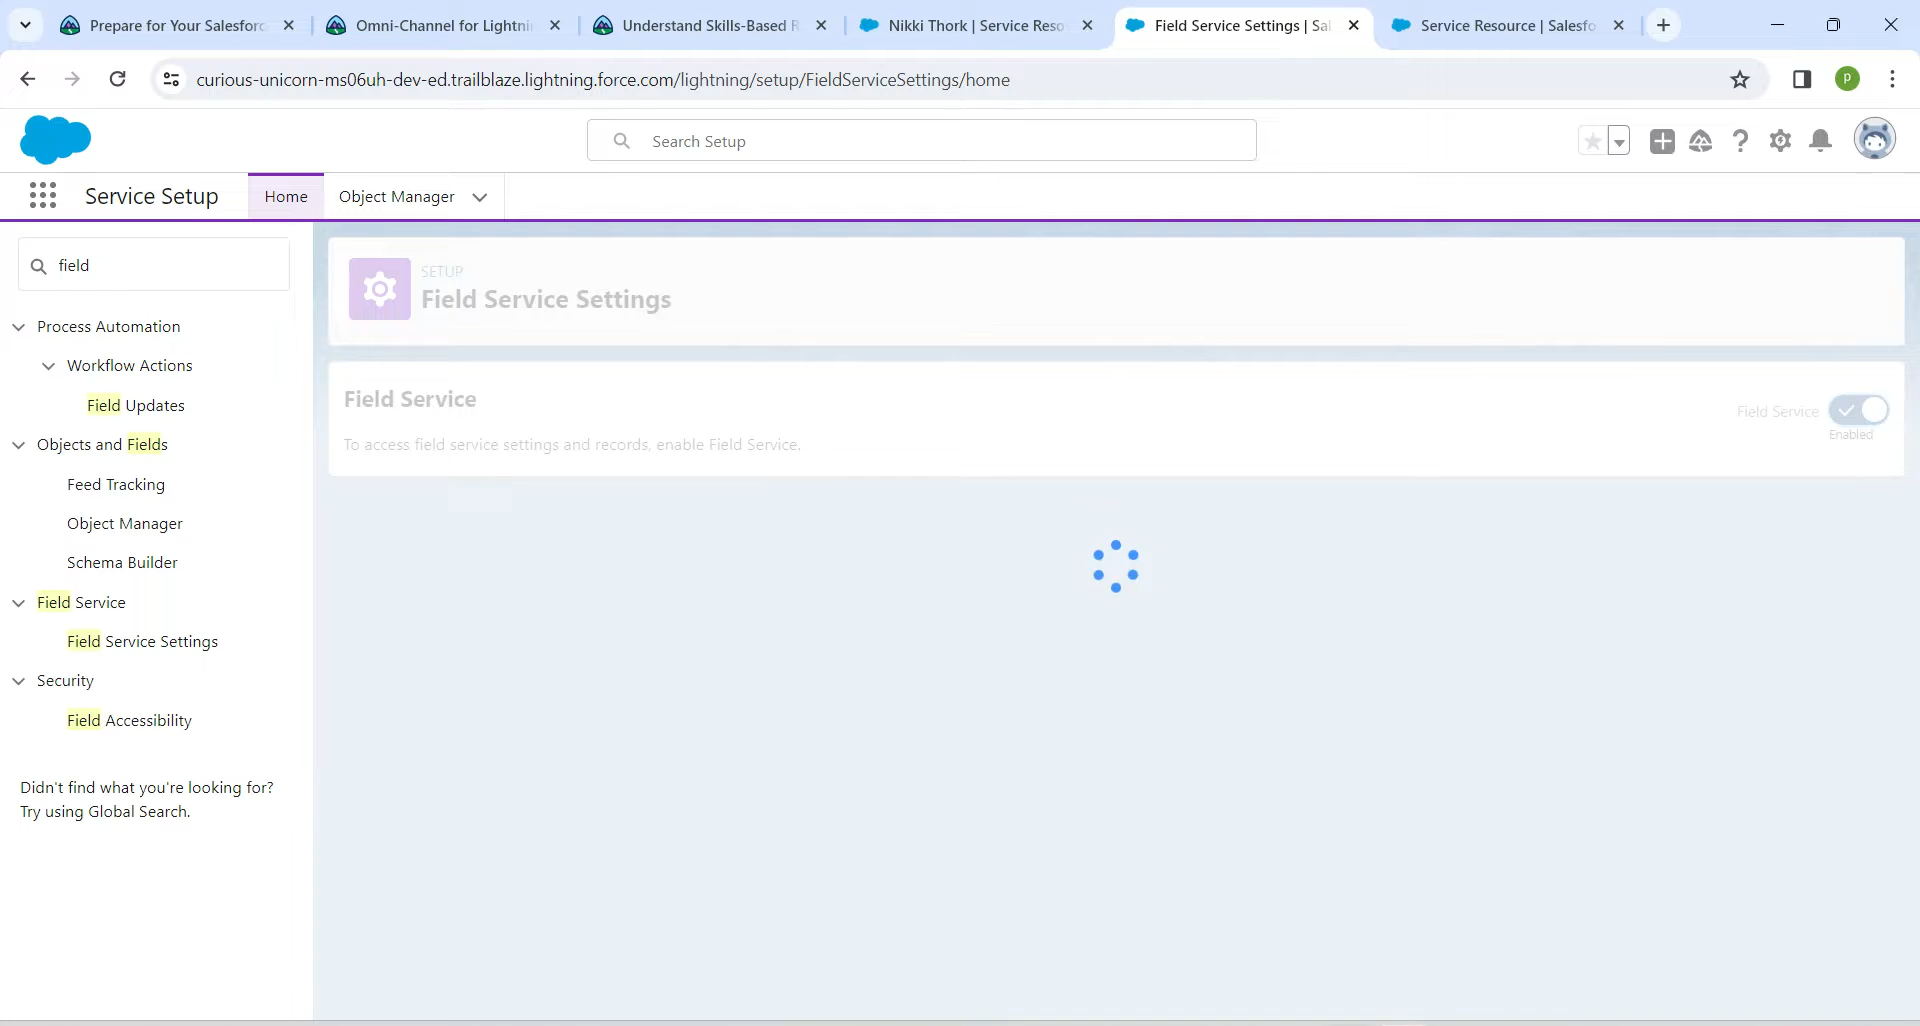 Prepare for Your Salesforc
Omni-Channel for Lightni
Understand Skills-Based R
Nikki Thork | Service Reso
Field Service Settings | Sal
Service Resource | Salesfo
curious-unicorn-ms06uh-dev-ed.trailblaze.lightning.force.com/lightning/setup/FieldServiceSettings/home
P
Search Setup
Service Setup
Home
Object Manager
field
Process Automation
Workflow Actions
Field Updates
Objects and Fields
Feed Tracking
Object Manager
Schema Builder
Field Service
Field Service Settings
Security
Field Accessibility
Didn't find what you're looking for?
Try using Global Search.
SETUP
Field Service Settings
Field Service
To access field service settings and records, enable Field Service.
Field Service
Enabled